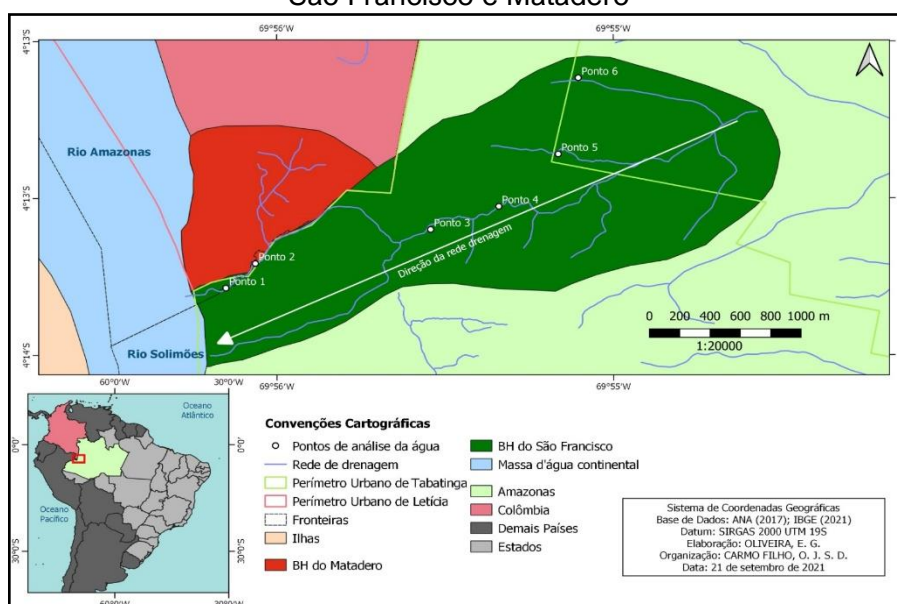 São Francisco e Matadero
69°56'W
69°55'W
4°13'S
4°13'S
4°14'S
Rio Amazonas
Rio Solimões
Ponto 6
Ponto 5
Ponto 4
Ponto 3
Ponto 2
Ponto 1
Direção da rede drenagem
0 200 400 600 800 1000 m
1:20000
69°56'W
69°55'W
60°0'W
30°0'W
Oceano
Atlântico
0°0'
0°0'
Oceano
Pacífico
30°0'S
30°0'S
Convenções Cartográficas
Pontos de análise da água
Rede de drenagem
Perímetro Urbano de Tabatinga
Perímetro Urbano de Letícia
Fronteiras
Ilhas
BH do Matadero
BH do São Francisco
Massa d'água continental
Amazonas
Colômbia
Demais Países
Estados
Sistema de Coordenadas Geográficas
Base de Dados: ANA (2017); IBGE (2021)
Datum: SIRGAS 2000 UTM 19S
Elaboração: OLIVEIRA, E. G.
Organização: CARMO FILHO, O. J. S. D.
Data: 21 de setembro de 2021